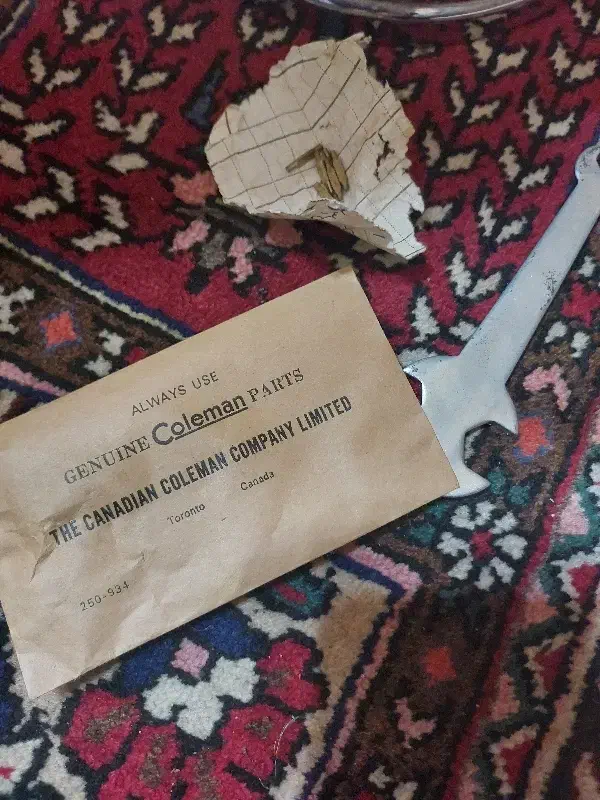 ALWAYS USE
GENUINE Coleman PARTS
THE CANADIAN COLEMAN COMPANY LIMITED
Toronto Canada
250-934